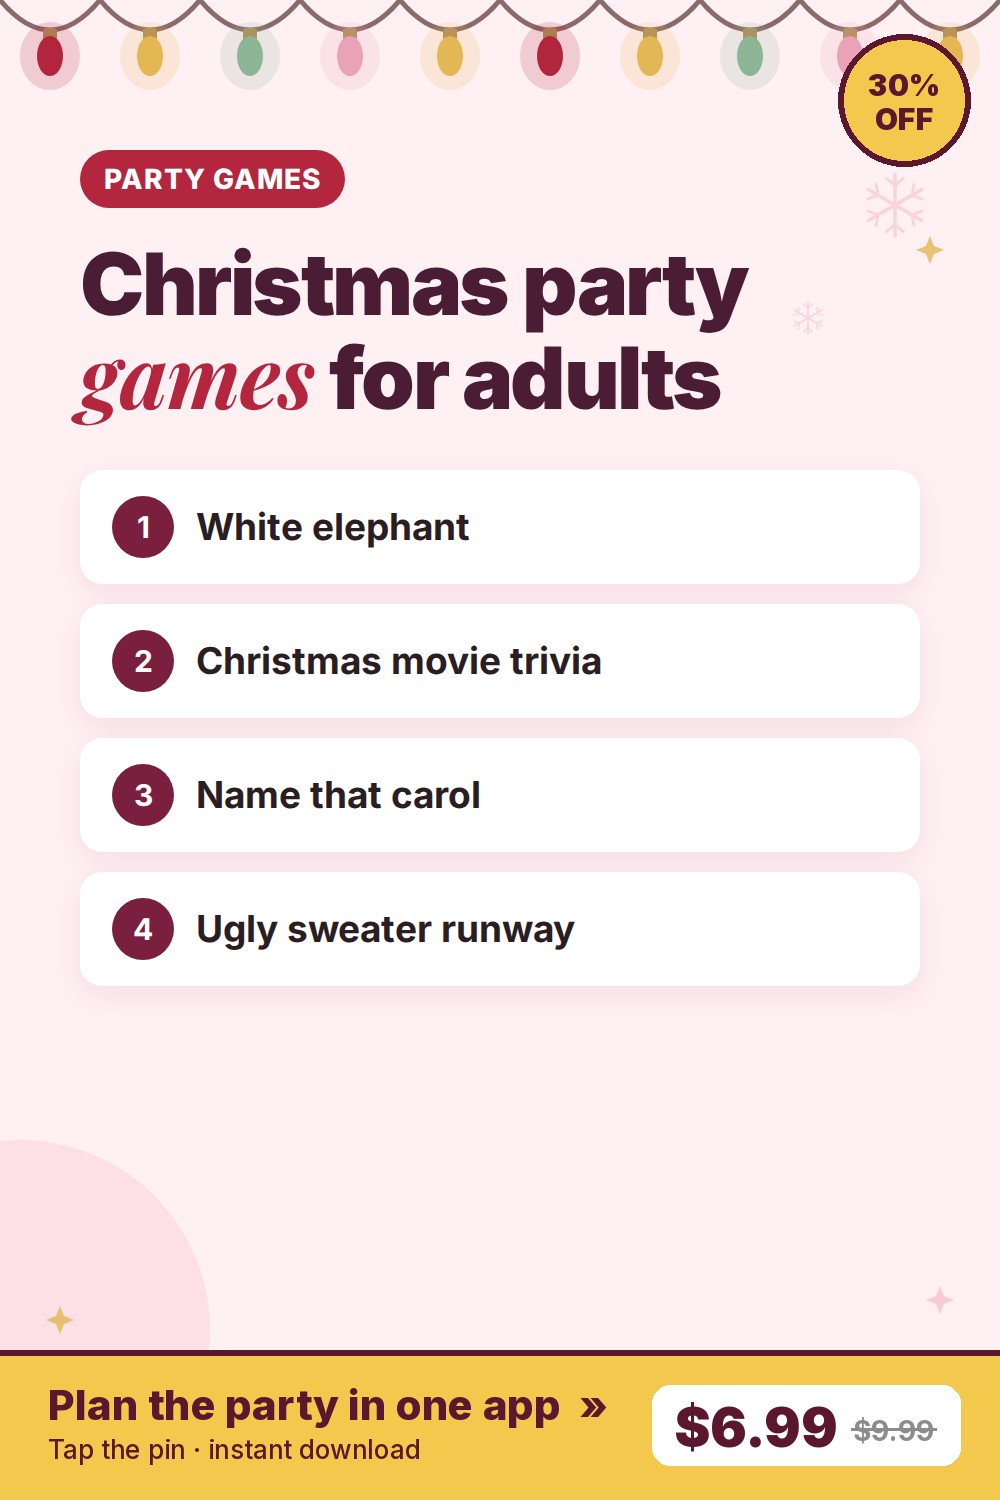 30%
OFF
PARTY GAMES
Christmas party
games for adults
1 White elephant
2 Christmas movie trivia
3 Name that carol
4 Ugly sweater runway
Plan the party in one app »
Tap the pin · instant download
$6.99 $9.99